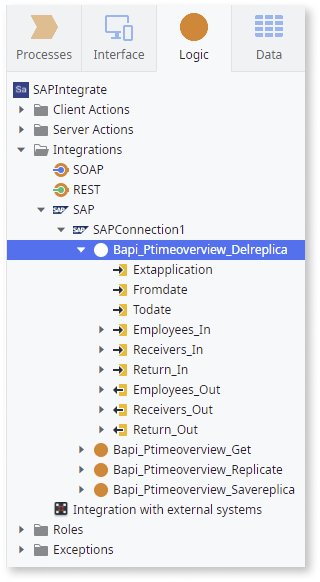 Processes
Interface
Logic
Data
Sa SAPIntegrate
Client Actions
Server Actions
Integrations
SOAP
REST
SAP SAP
SAP SAPConnection1
Bapi_Ptimeoverview_Delreplica
Extapplication
Fromdate
Todate
Employees_In
Receivers_In
Return_In
Employees_Out
Receivers_Out
Return_Out
Bapi_Ptimeoverview_Get
Bapi_Ptimeoverview_Replicate
Bapi_Ptimeoverview_Savereplica
Integration with external systems
Roles
Exceptions